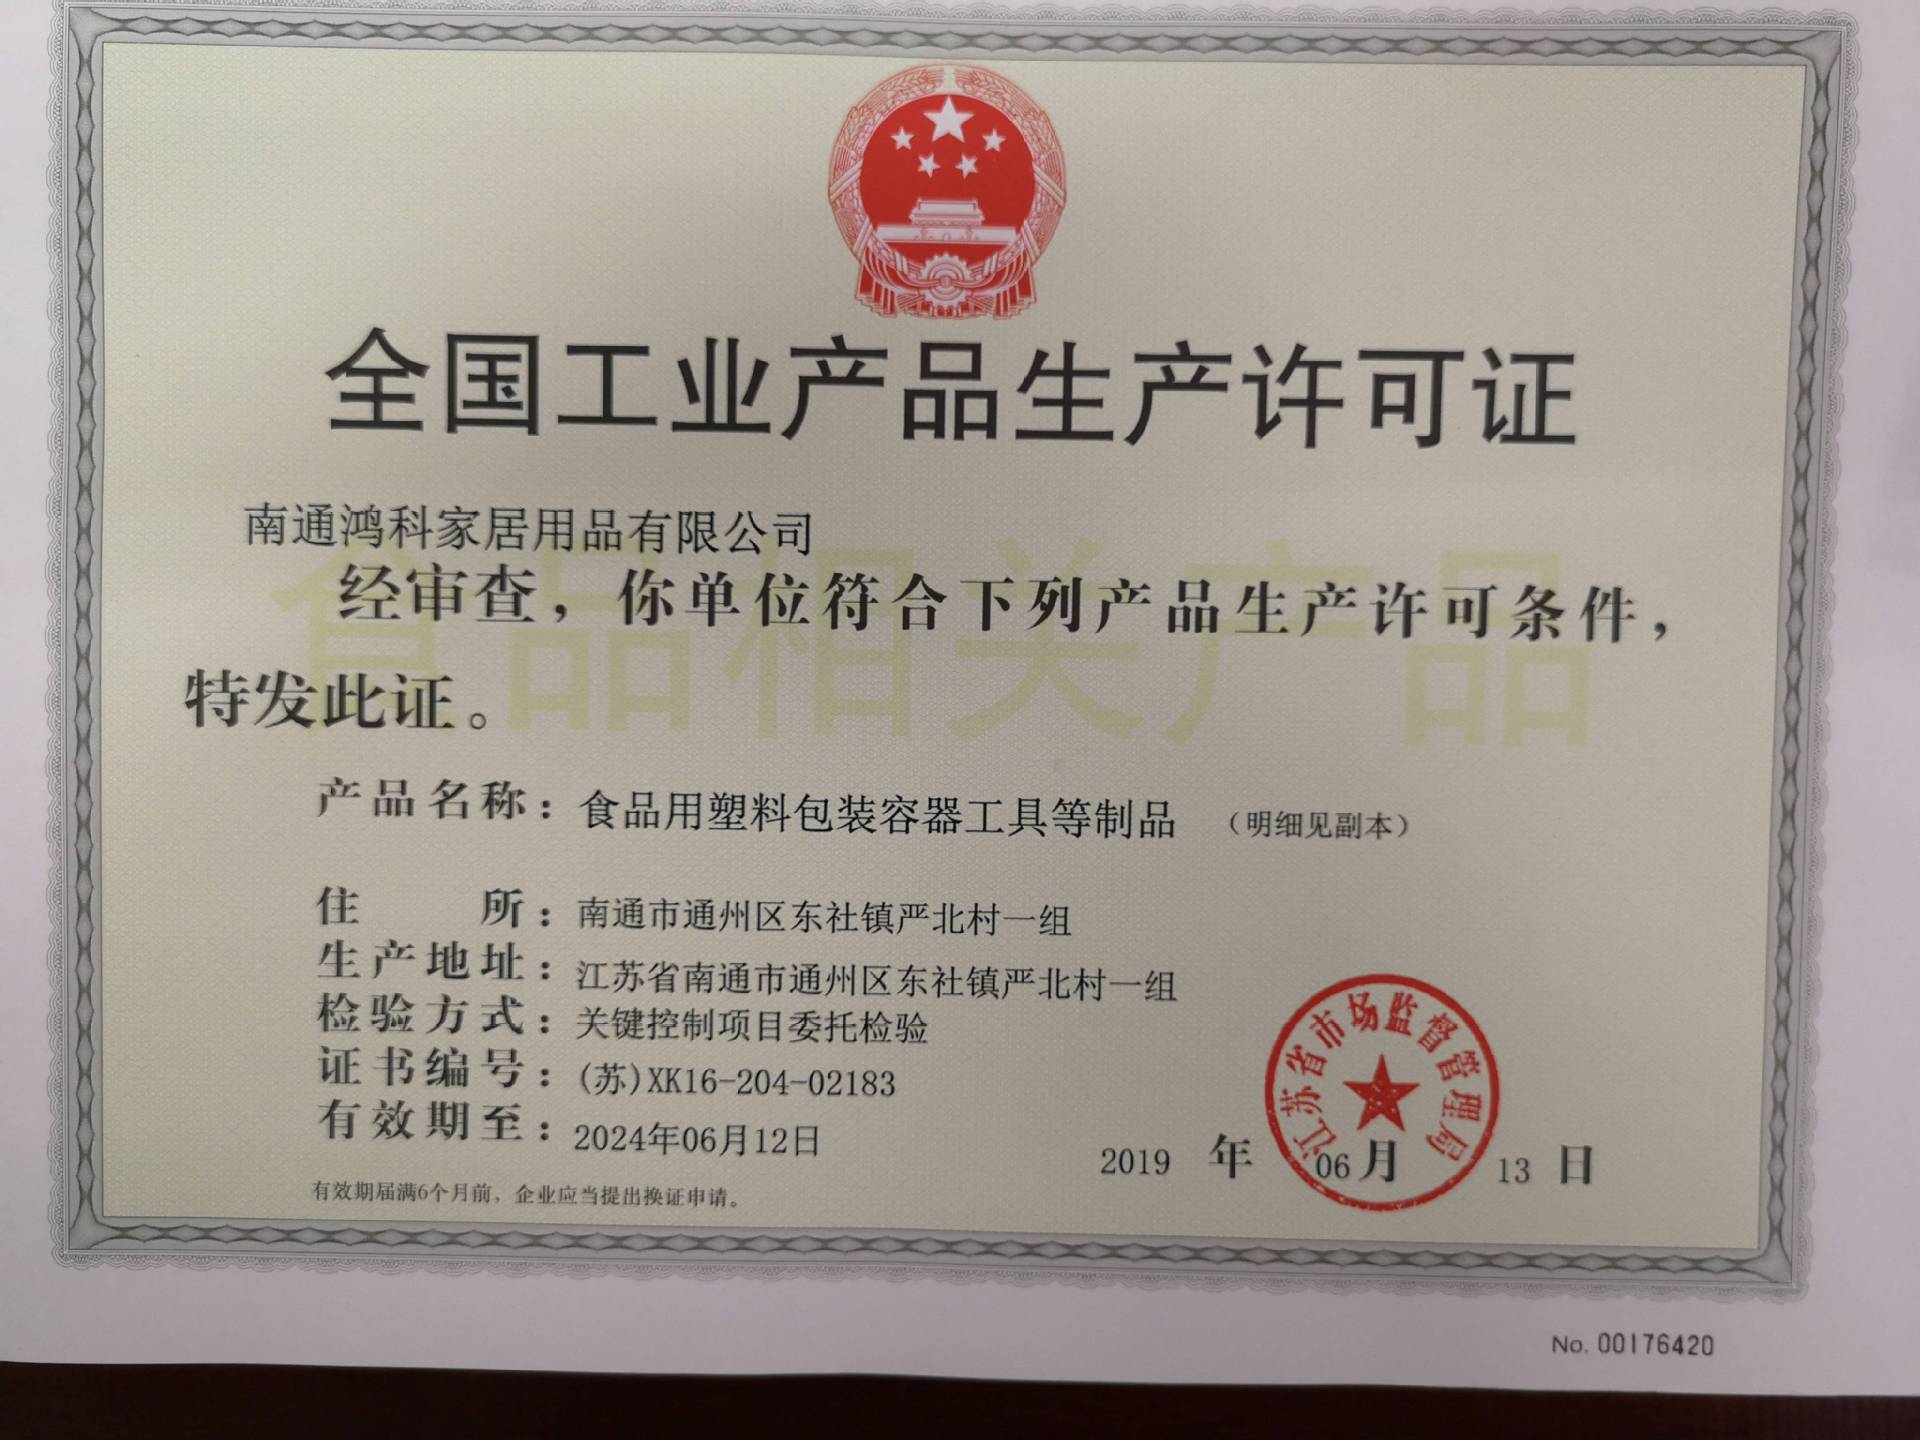 全国工业产品生产许可证
南通鸿科家居用品有限公司
食品相关产品
经审查，你单位符合下列产品生产许可条件，
特发此证。
产品名称：食品用塑料包装容器工具等制品 （明细见副本）
住 所：南通市通州区东社镇严北村一组
生产地址：江苏省南通市通州区东社镇严北村一组
检验方式：关键控制项目委托检验
证书编号：(苏)XK16-204-02183
有效期至：2024年06月12日
江苏省市场监督管理局
2019 年 06 月 13 日
有效期届满6个月前，企业应当提出换证申请。
No. 00176420